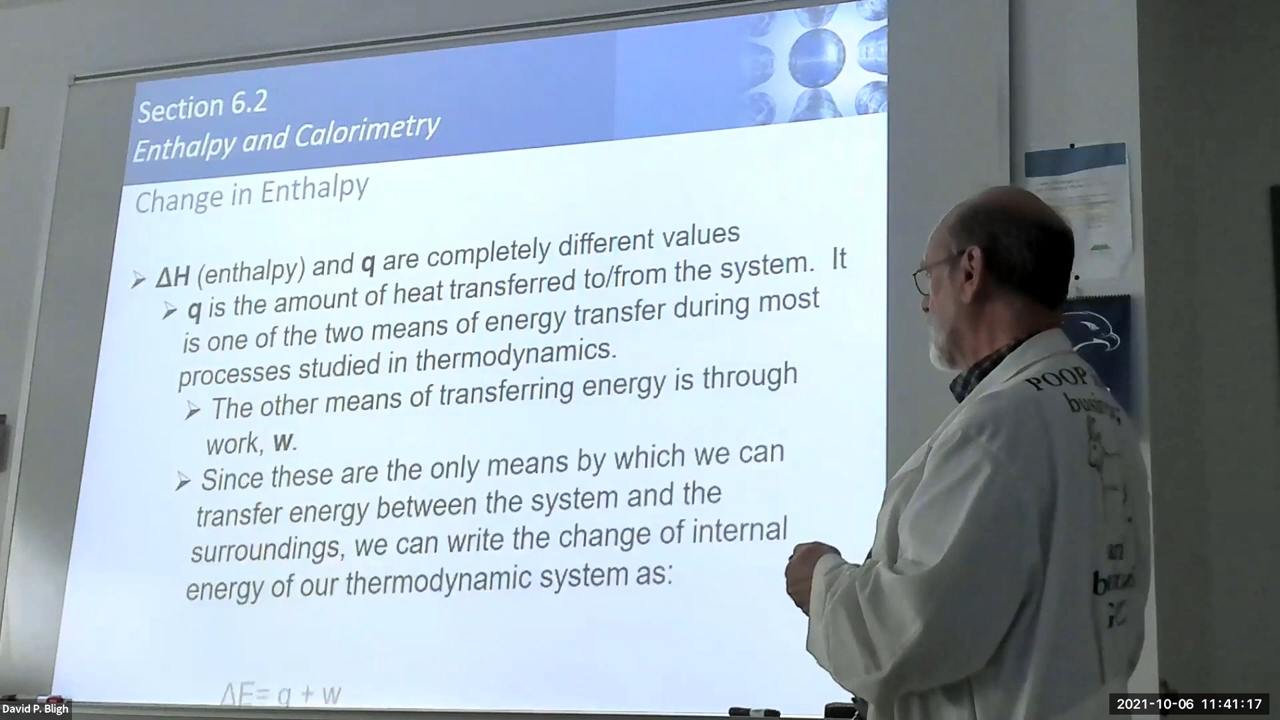 Section 6.2
Enthalpy and Calorimetry
Change in Enthalpy
➢ ΔH (enthalpy) and q are completely different values
➢ q is the amount of heat transferred to/from the system. It
is one of the two means of energy transfer during most
processes studied in thermodynamics.
➢ The other means of transferring energy is through
work, w.
➢ Since these are the only means by which we can
transfer energy between the system and the
surroundings, we can write the change of internal
energy of our thermodynamic system as:
ΔE= q + w
POOP
David P. Bligh
2021-10-06 11:41:17